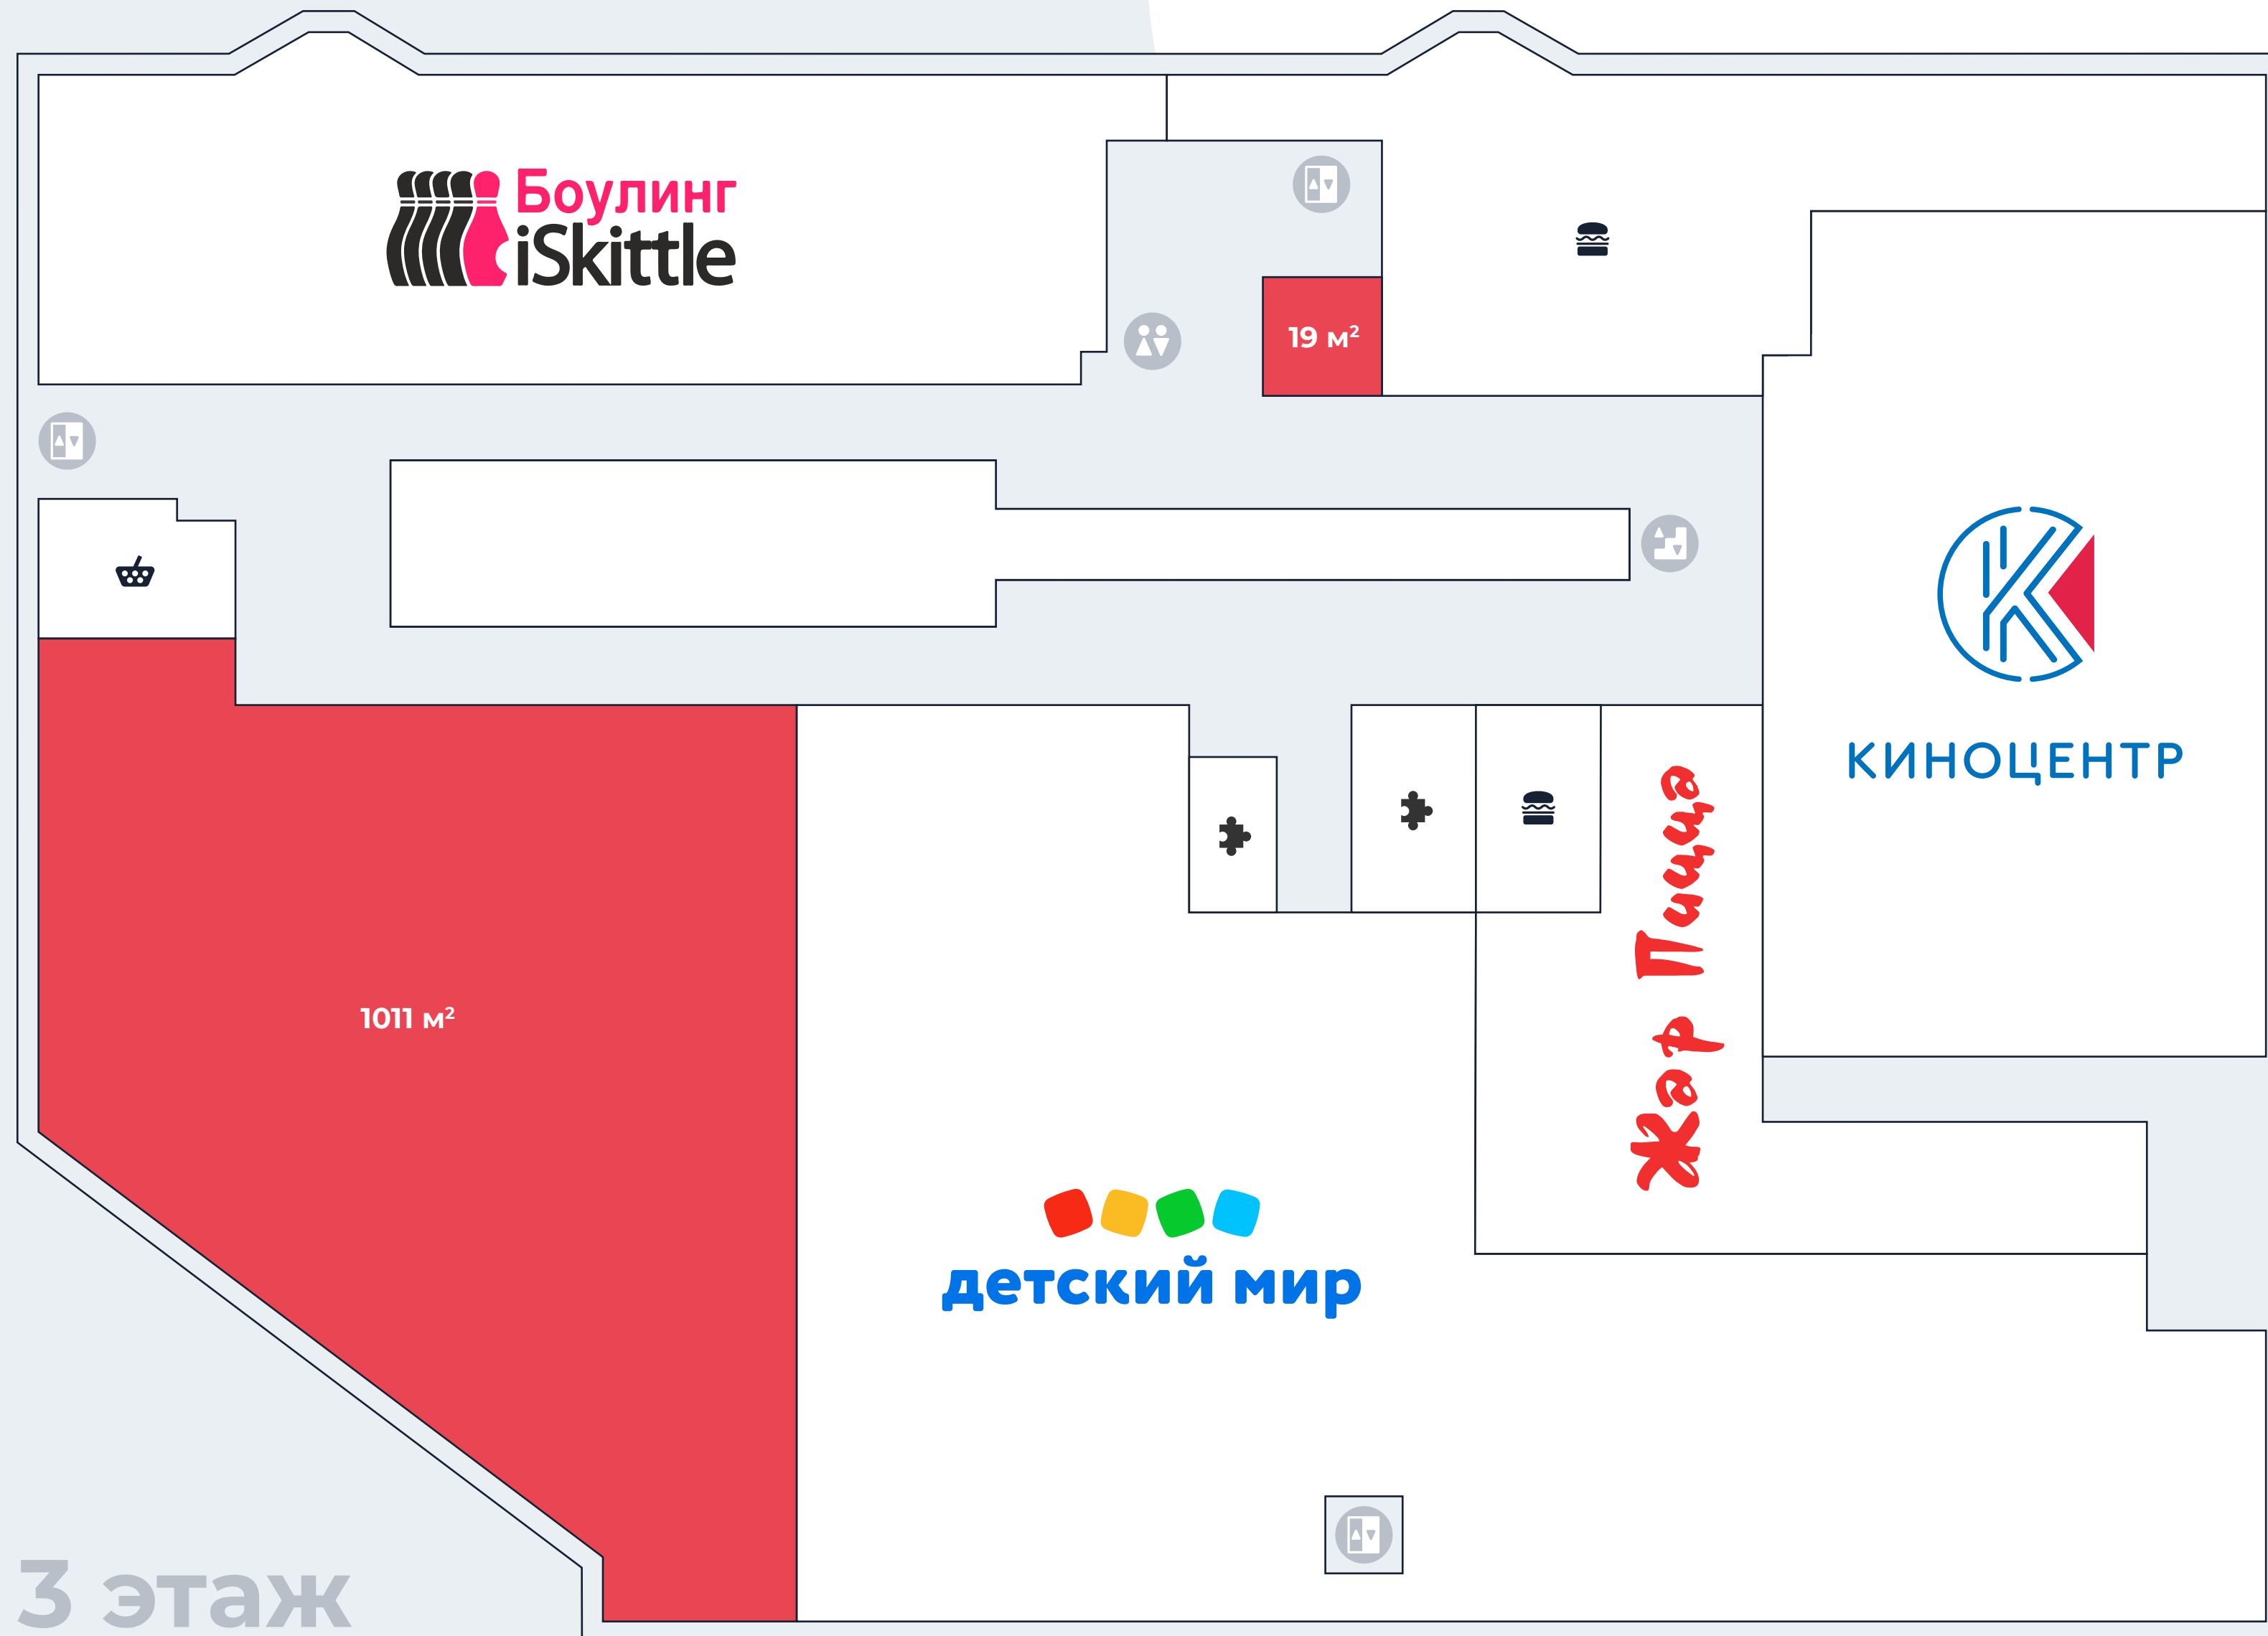 Боулинг
iSkittle
19 м²
КИНОЦЕНТР
Жар Пицца
1011 м²
детский мир
3 этаж